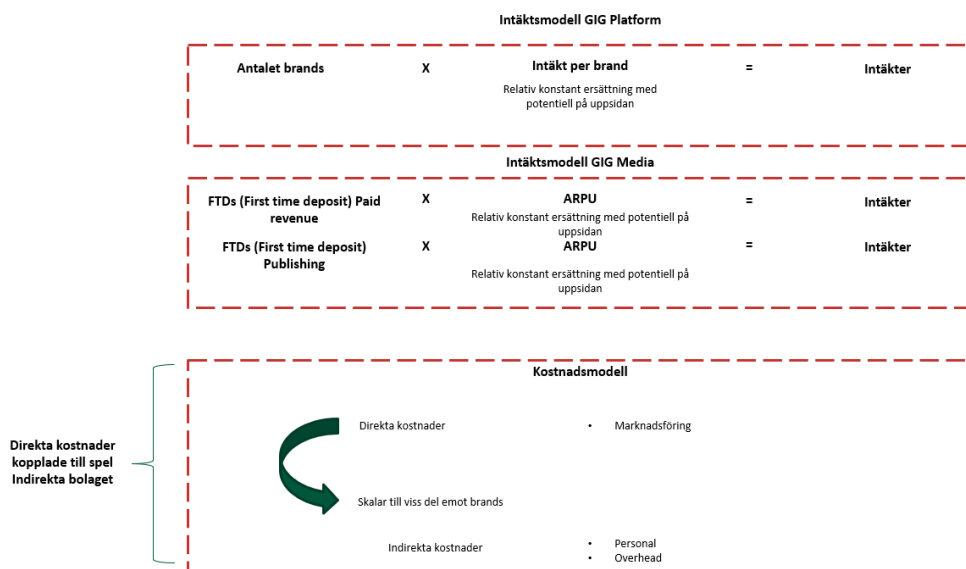 Intäktsmodell GIG Platform
Antalet brands X Intäkt per brand = Intäkter
Relativ konstant ersättning med
potentiell på uppsidan
Intäktsmodell GIG Media
FTDs (First time deposit) Paid
revenue
X ARPU = Intäkter
Relativ konstant ersättning med potentiell på
uppsidan
FTDs (First time deposit)
Publishing
X ARPU = Intäkter
Relativ konstant ersättning med potentiell på
uppsidan
Kostnadsmodell
Direkta kostnader
kopplade till spel
Indirekta bolaget
Direkta kostnader • Marknadsföring
Skalar till viss del emot brands
Indirekta kostnader • Personal
• Overhead